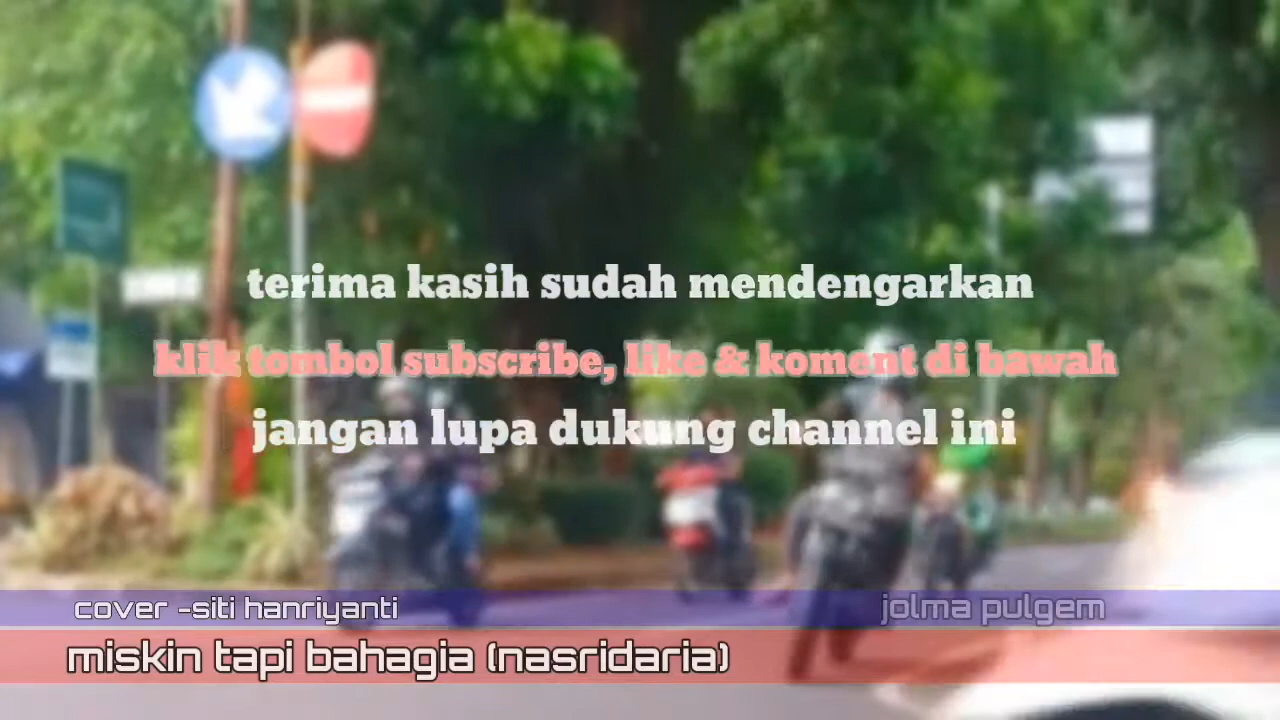 terima kasih sudah mendengarkan
klik tombol subscribe, like & koment di bawah
jangan lupa dukung channel ini
cover -siti hanriyanti
jolma pulgem
miskin tapi bahagia (nasridaria)